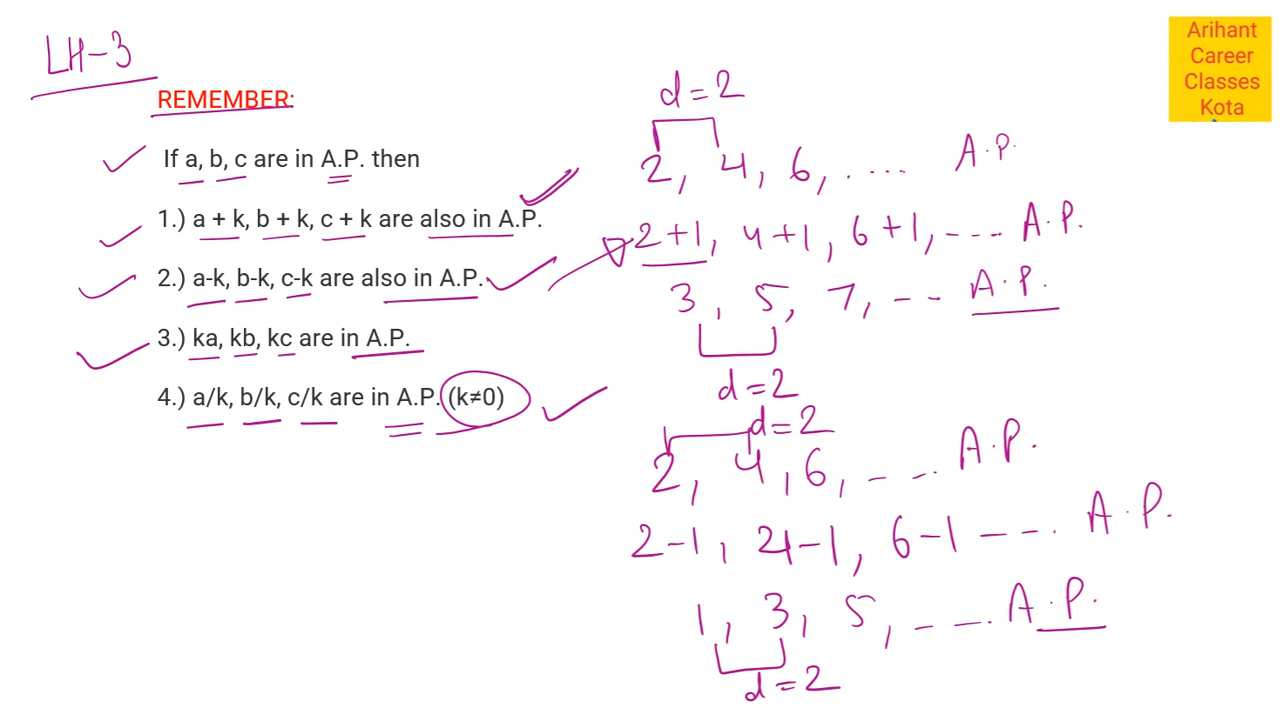 LH-3
REMEMBER:
If a, b, c are in A.P. then
1.) a + k, b + k, c + k are also in A.P.
2.) a-k, b-k, c-k are also in A.P.
3.) ka, kb, kc are in A.P.
4.) a/k, b/k, c/k are in A.P. (k≠0)
d=2
2, 4, 6, .... A.P.
2+1, 4+1, 6+1, ---- A.P.
3, 5, 7, -- -- A.P.
d=2
d=2
2, 4, 6, -- -- A.P.
2-1, 4-1, 6-1 ---- A.P.
1, 3, 5, -- -- A.P.
d=2
Arihant
Career
Classes
Kota